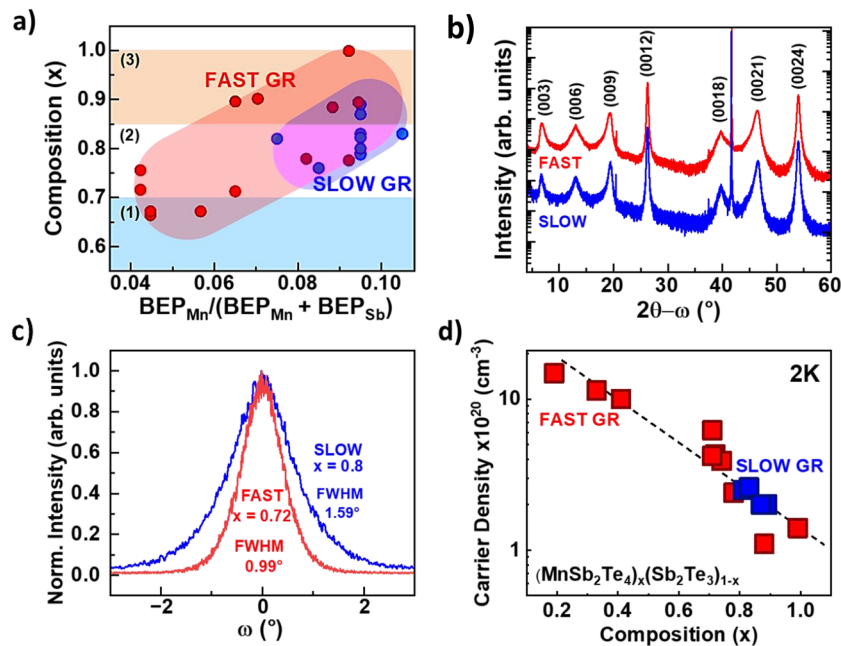 a)
Composition (x)
1.0
0.9
0.8
0.7
0.6
(3)
(2)
(1)
FAST GR
SLOW GR
0.04
0.06
0.08
0.10
BEPMn/(BEPMn + BEPSb)
b)
Intensity (arb. units)
(003)
(006)
(009)
(0012)
(0018)
(0021)
(0024)
FAST
SLOW
10
20
30
40
50
60
2θ–ω (°)
c)
Norm. Intensity (arb. units)
1.0
0.8
0.6
0.4
0.2
0.0
SLOW
x = 0.8
FWHM
1.59°
FAST
x = 0.72
FWHM
0.99°
−2
0
2
ω (°)
d)
Carrier Density x10²⁰ (cm⁻³)
10
1
2K
FAST GR
SLOW GR
(MnSb₂Te₄)ₓ(Sb₂Te₃)₁₋ₓ
0.2
0.4
0.6
0.8
1.0
Composition (x)